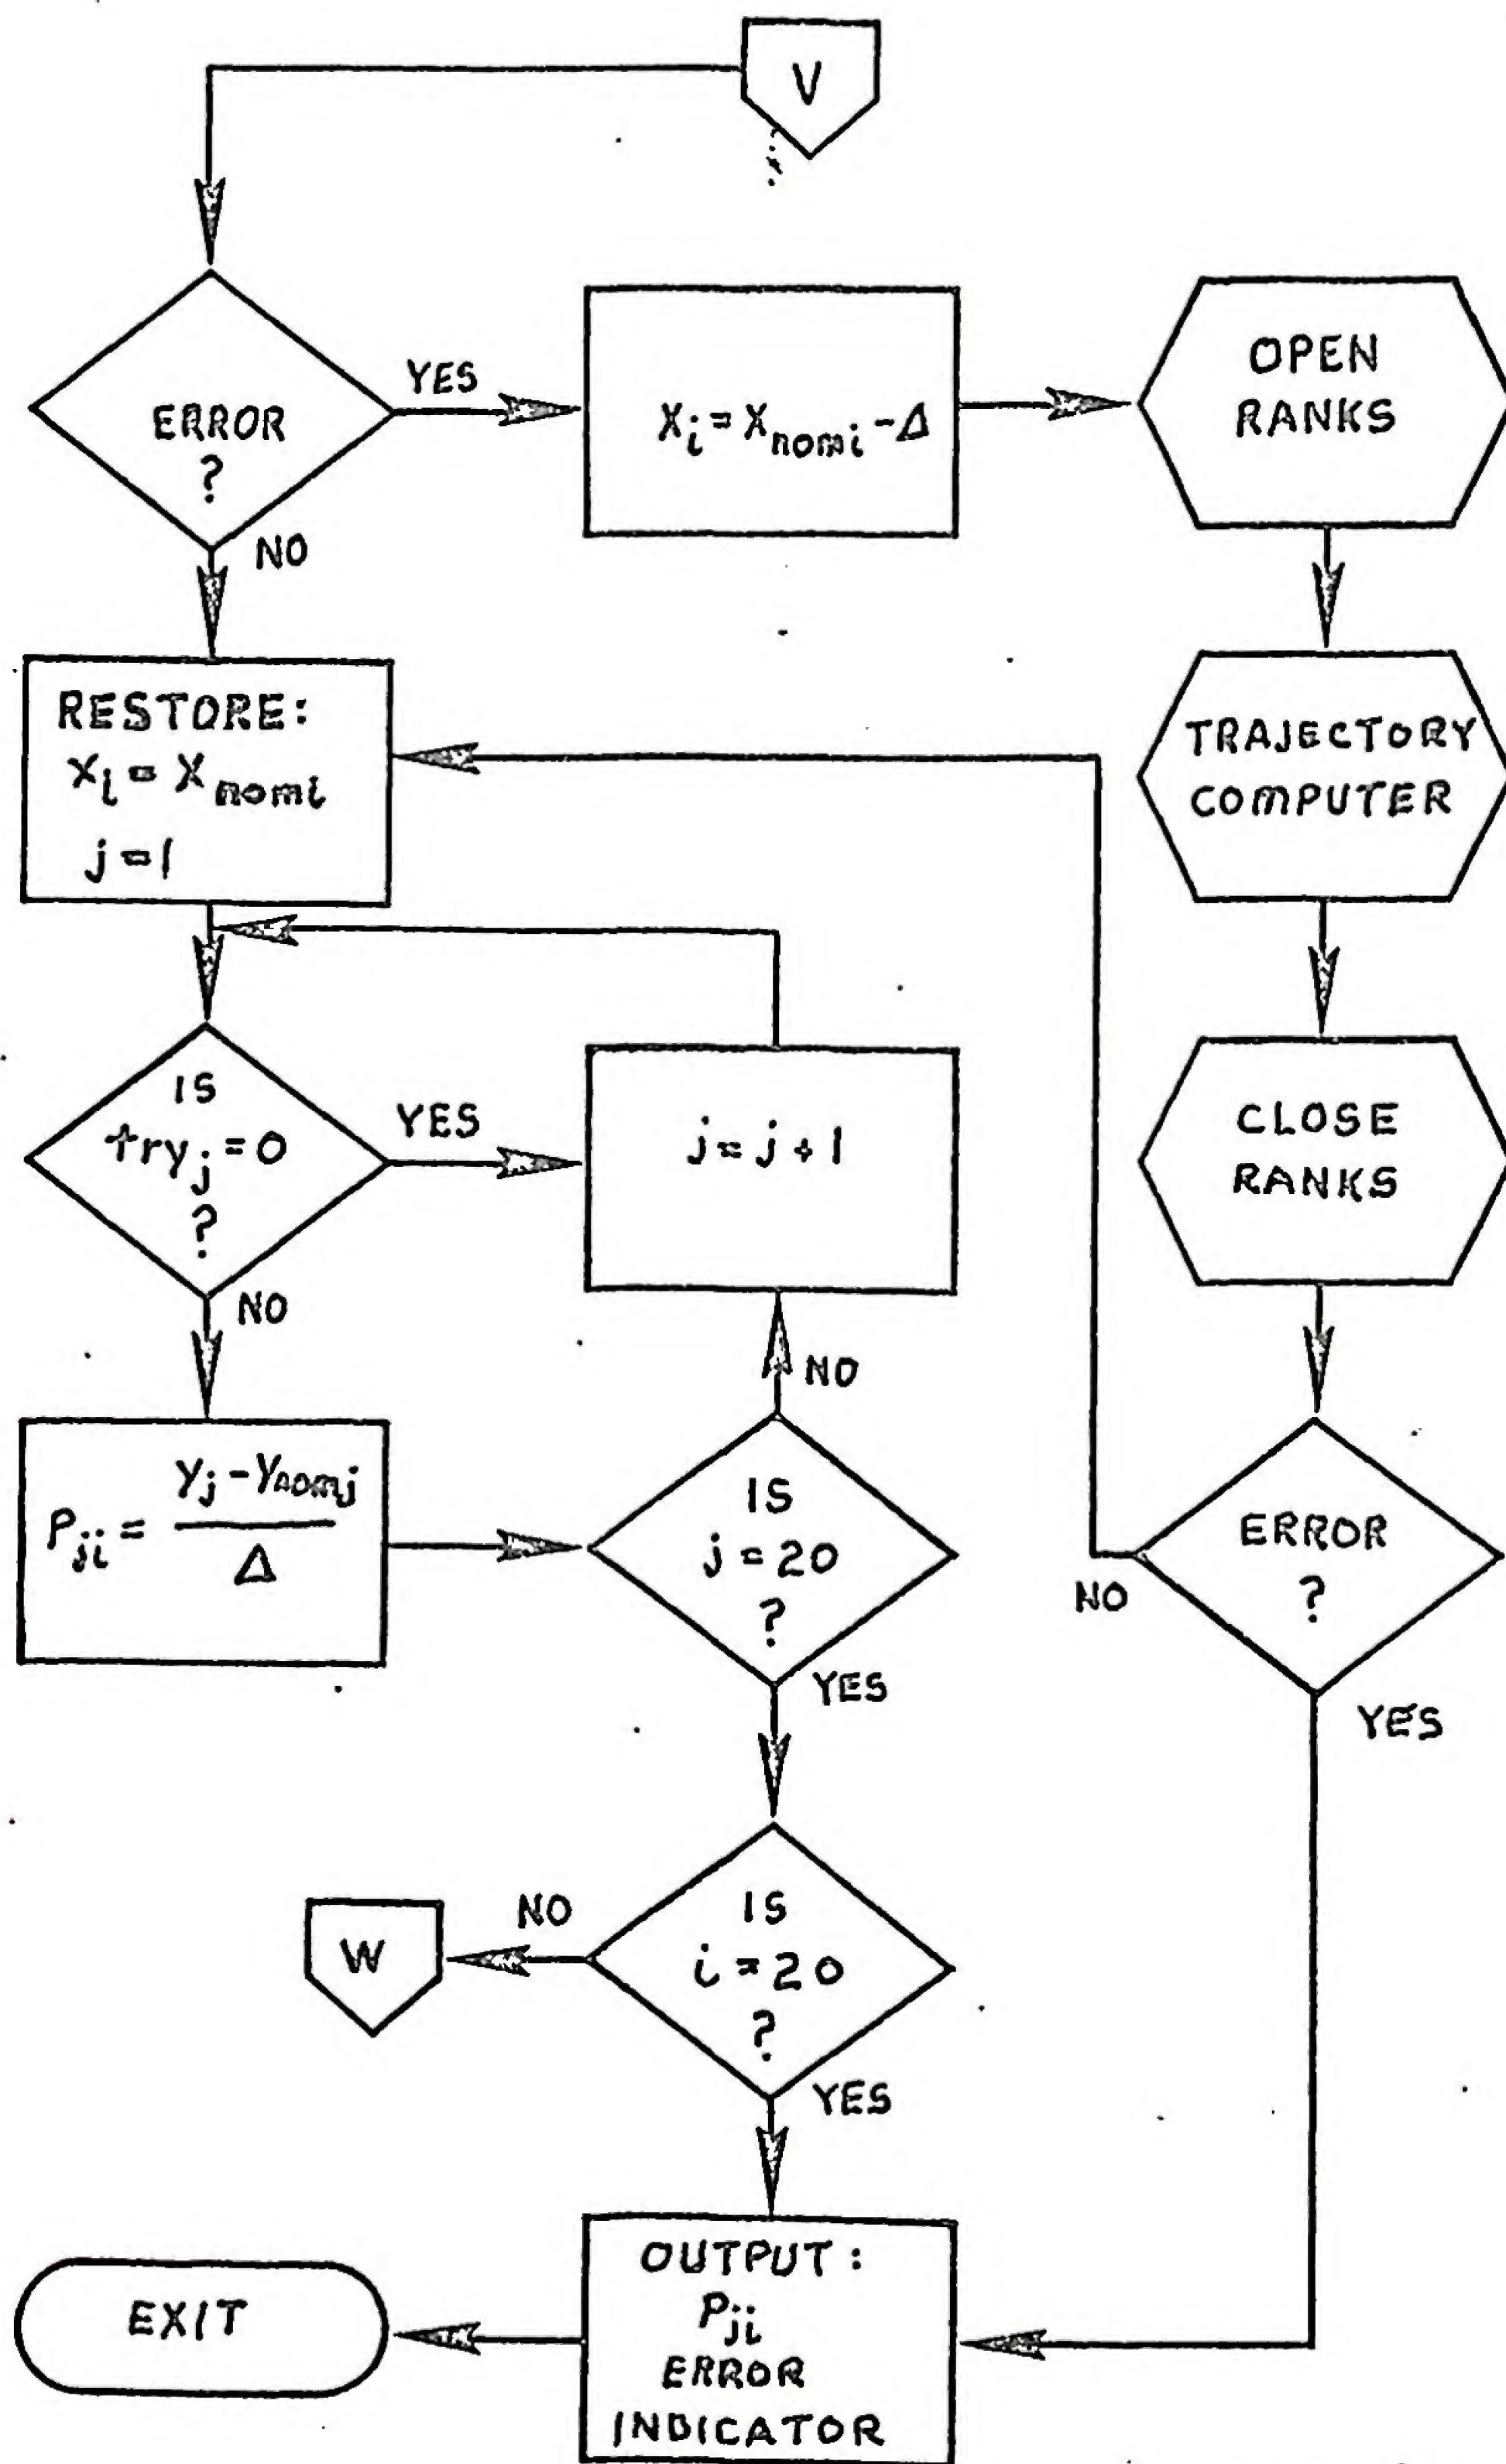 V
ERROR
?
YES
NO
X_i = X_nomi - Δ
OPEN
RANKS
TRAJECTORY
COMPUTER
CLOSE
RANKS
ERROR
?
NO
YES
RESTORE:
X_i = X_nomi
j = 1
IS
try_j = 0
?
YES
NO
j = j + 1
P_ji = (Y_j - Y_nomj) / Δ
IS
j = 20
?
NO
YES
IS
i = 20
?
NO
YES
W
OUTPUT:
P_ji
ERROR
INDICATOR
EXIT